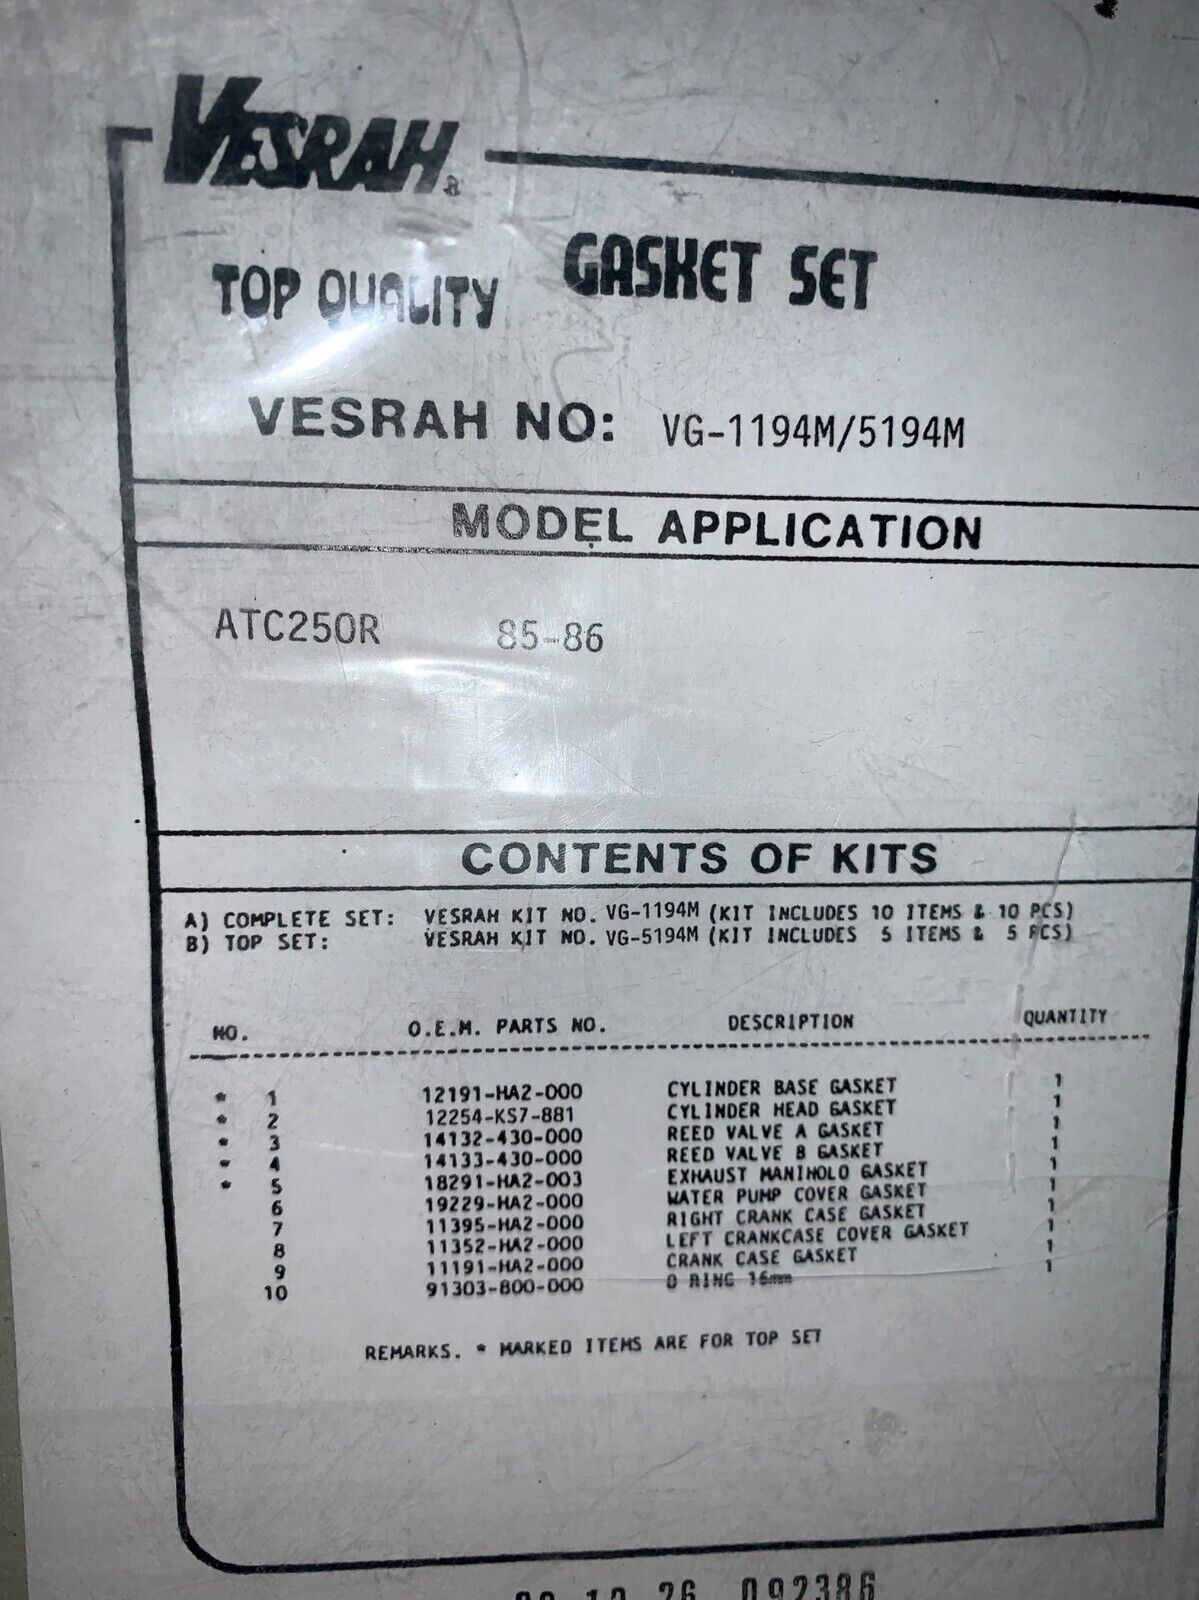 VESRAH®
TOP QUALITY GASKET SET
VESRAH NO: VG-1194M/5194M
MODEL APPLICATION
ATC250R 85-86
CONTENTS OF KITS
A) COMPLETE SET: VESRAH KIT NO. VG-1194M (KIT INCLUDES 10 ITEMS & 10 PCS)
B) TOP SET: VESRAH KIT NO. VG-5194M (KIT INCLUDES 5 ITEMS & 5 PCS)
NO. O.E.M. PARTS NO. DESCRIPTION QUANTITY
* 1 12191-HA2-000 CYLINDER BASE GASKET 1
* 2 12254-KS7-881 CYLINDER HEAD GASKET 1
* 3 14132-430-000 REED VALVE A GASKET 1
* 4 14133-430-000 REED VALVE B GASKET 1
* 5 18291-HA2-003 EXHAUST MANIHOLO GASKET 1
6 19229-HA2-000 WATER PUMP COVER GASKET 1
7 11395-HA2-000 RIGHT CRANK CASE GASKET 1
8 11352-HA2-000 LEFT CRANKCASE COVER GASKET 1
9 11191-HA2-000 CRANK CASE GASKET 1
10 91303-800-000 O RING 16mm 1
REMARKS. * MARKED ITEMS ARE FOR TOP SET
26 092386